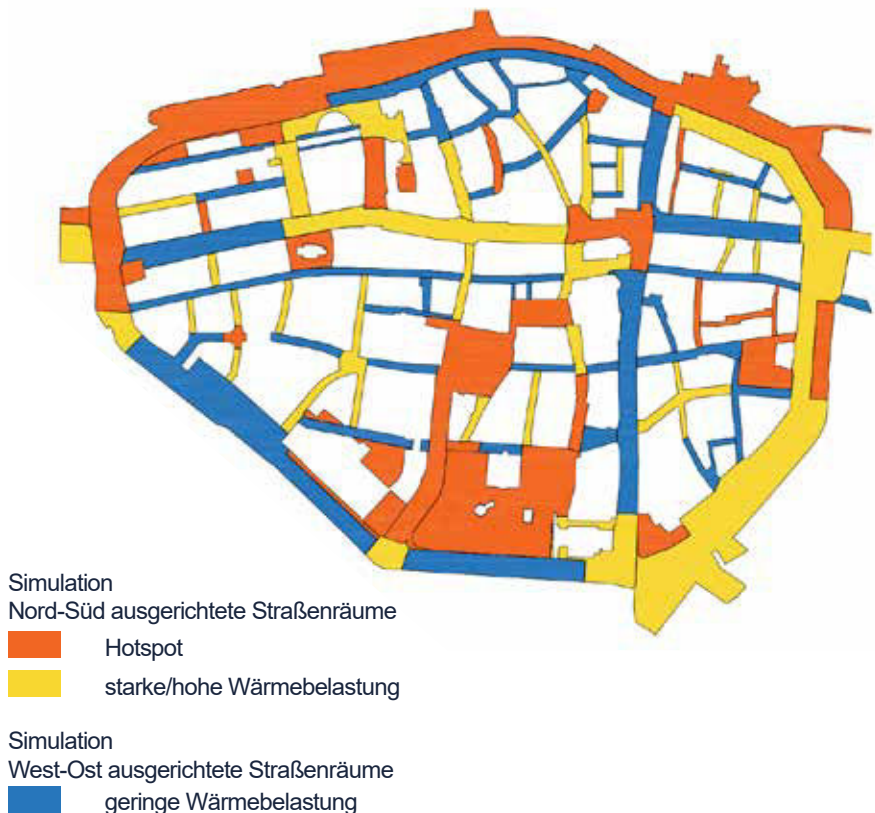 Simulation
Nord-Süd ausgerichtete Straßenräume
Hotspot
starke/hohe Wärmebelastung
Simulation
West-Ost ausgerichtete Straßenräume
geringe Wärmebelastung